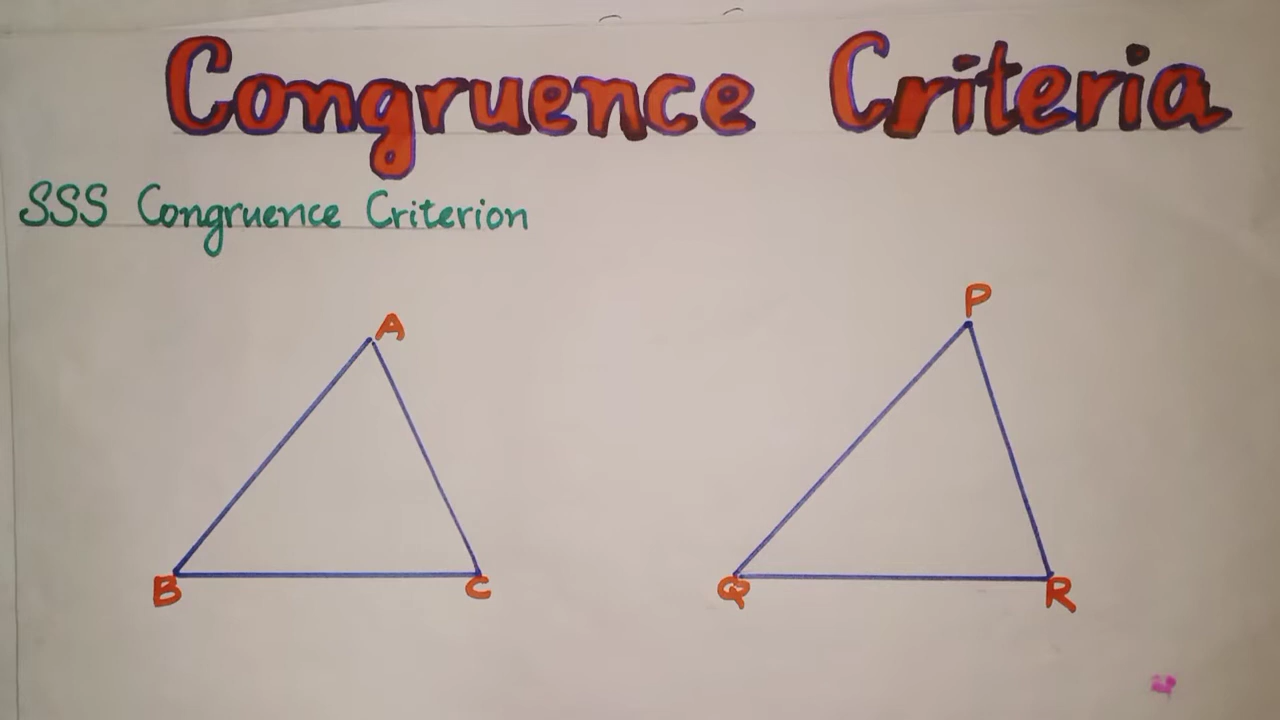 Congruence Criteria
SSS Congruence Criterion
A
P
B
C
Q
R